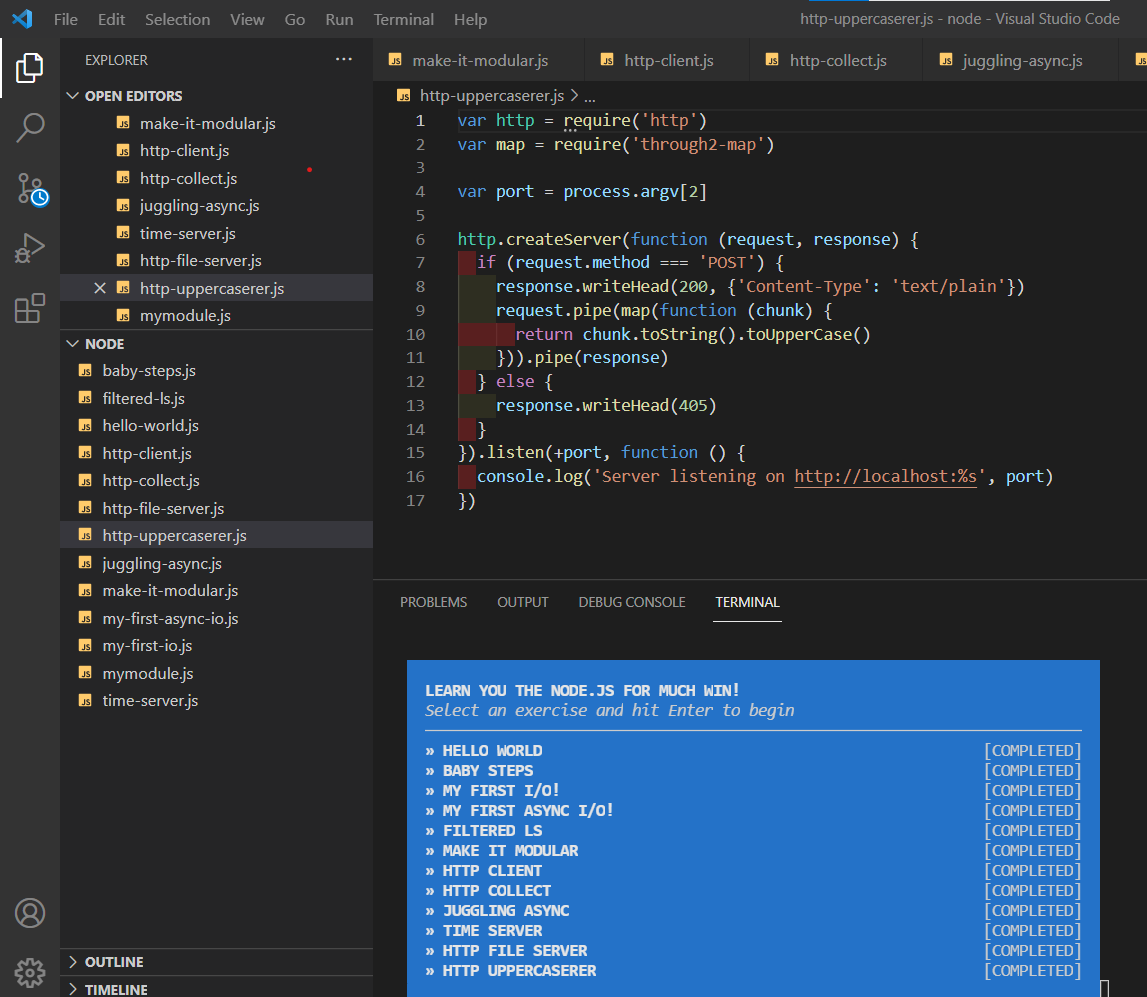 File Edit Selection View Go Run Terminal Help http-uppercaserer.js - node - Visual Studio Code
EXPLORER ...
OPEN EDITORS
JS make-it-modular.js
JS http-client.js
JS http-collect.js
JS juggling-async.js
JS time-server.js
JS http-file-server.js
JS http-uppercaserer.js
JS mymodule.js
NODE
JS baby-steps.js
JS filtered-ls.js
JS hello-world.js
JS http-client.js
JS http-collect.js
JS http-file-server.js
JS http-uppercaserer.js
JS juggling-async.js
JS make-it-modular.js
JS my-first-async-io.js
JS my-first-io.js
JS mymodule.js
JS time-server.js
OUTLINE
TIMELINE
JS make-it-modular.js JS http-client.js JS http-collect.js JS juggling-async.js JS
JS http-uppercaserer.js > ...
1 var http = require('http')
2 var map = require('through2-map')
3
4 var port = process.argv[2]
5
6 http.createServer(function (request, response) {
7 if (request.method === 'POST') {
8 response.writeHead(200, {'Content-Type': 'text/plain'})
9 request.pipe(map(function (chunk) {
10 return chunk.toString().toUpperCase()
11 })).pipe(response)
12 } else {
13 response.writeHead(405)
14 }
15 }).listen(+port, function () {
16 console.log('Server listening on http://localhost:%s', port)
17 })
PROBLEMS OUTPUT DEBUG CONSOLE TERMINAL
LEARN YOU THE NODE.JS FOR MUCH WIN!
Select an exercise and hit Enter to begin
» HELLO WORLD [COMPLETED]
» BABY STEPS [COMPLETED]
» MY FIRST I/O! [COMPLETED]
» MY FIRST ASYNC I/O! [COMPLETED]
» FILTERED LS [COMPLETED]
» MAKE IT MODULAR [COMPLETED]
» HTTP CLIENT [COMPLETED]
» HTTP COLLECT [COMPLETED]
» JUGGLING ASYNC [COMPLETED]
» TIME SERVER [COMPLETED]
» HTTP FILE SERVER [COMPLETED]
» HTTP UPPERCASERER [COMPLETED]